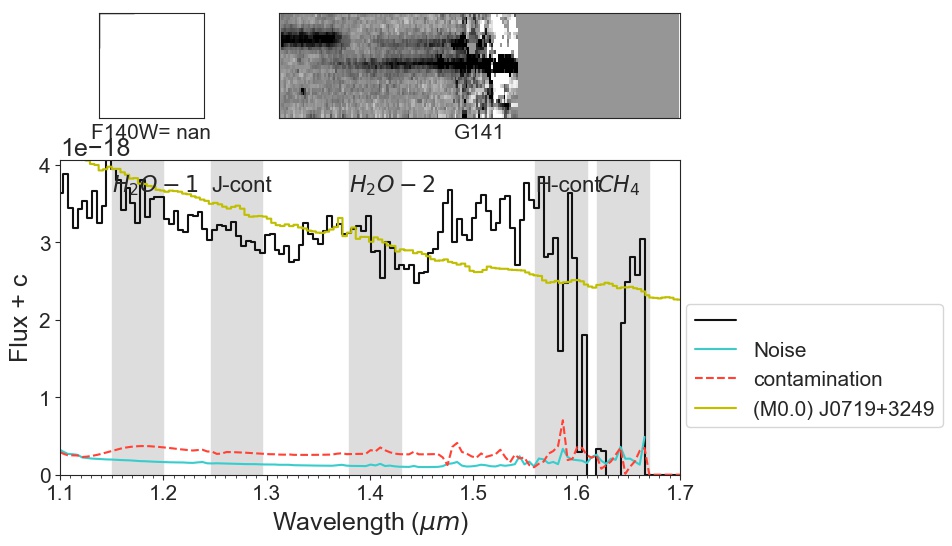 F140W= nan
G141
1e−18
H₂O − 1 J-cont H₂O − 2 H-cont CH₄
4
3
2
1
0
Flux + c
1.1 1.2 1.3 1.4 1.5 1.6 1.7
Wavelength (μm)
Noise
contamination
(M0.0) J0719+3249